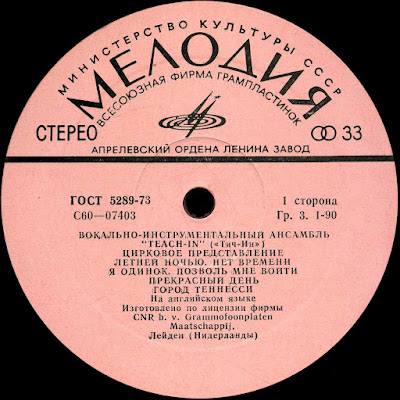 МИНИСТЕРСТВО КУЛЬТУРЫ СССР
МЕЛОДИЯ
ВСЕСОЮЗНАЯ ФИРМА ГРАМПЛАСТИНОК
СТЕРЕО 33
АПРЕЛЕВСКИЙ ОРДЕНА ЛЕНИНА ЗАВОД
ГОСТ 5289-73 1 сторона
С60—07403 Гр. 3. 1-90
ВОКАЛЬНО-ИНСТРУМЕНТАЛЬНЫЙ АНСАМБЛЬ
"TEACH-IN" («Тич-Ин»)
ЦИРКОВОЕ ПРЕДСТАВЛЕНИЕ
ЛЕТНЕЙ НОЧЬЮ. НЕТ ВРЕМЕНИ
Я ОДИНОК. ПОЗВОЛЬ МНЕ ВОЙТИ
ПРЕКРАСНЫЙ ДЕНЬ
ГОРОД ТЕННЕССИ
На английском языке
Изготовлено по лицензии фирмы
CNR b. v. Grammofoonplaten
Maatschappij,
Лейден (Нидерланды)